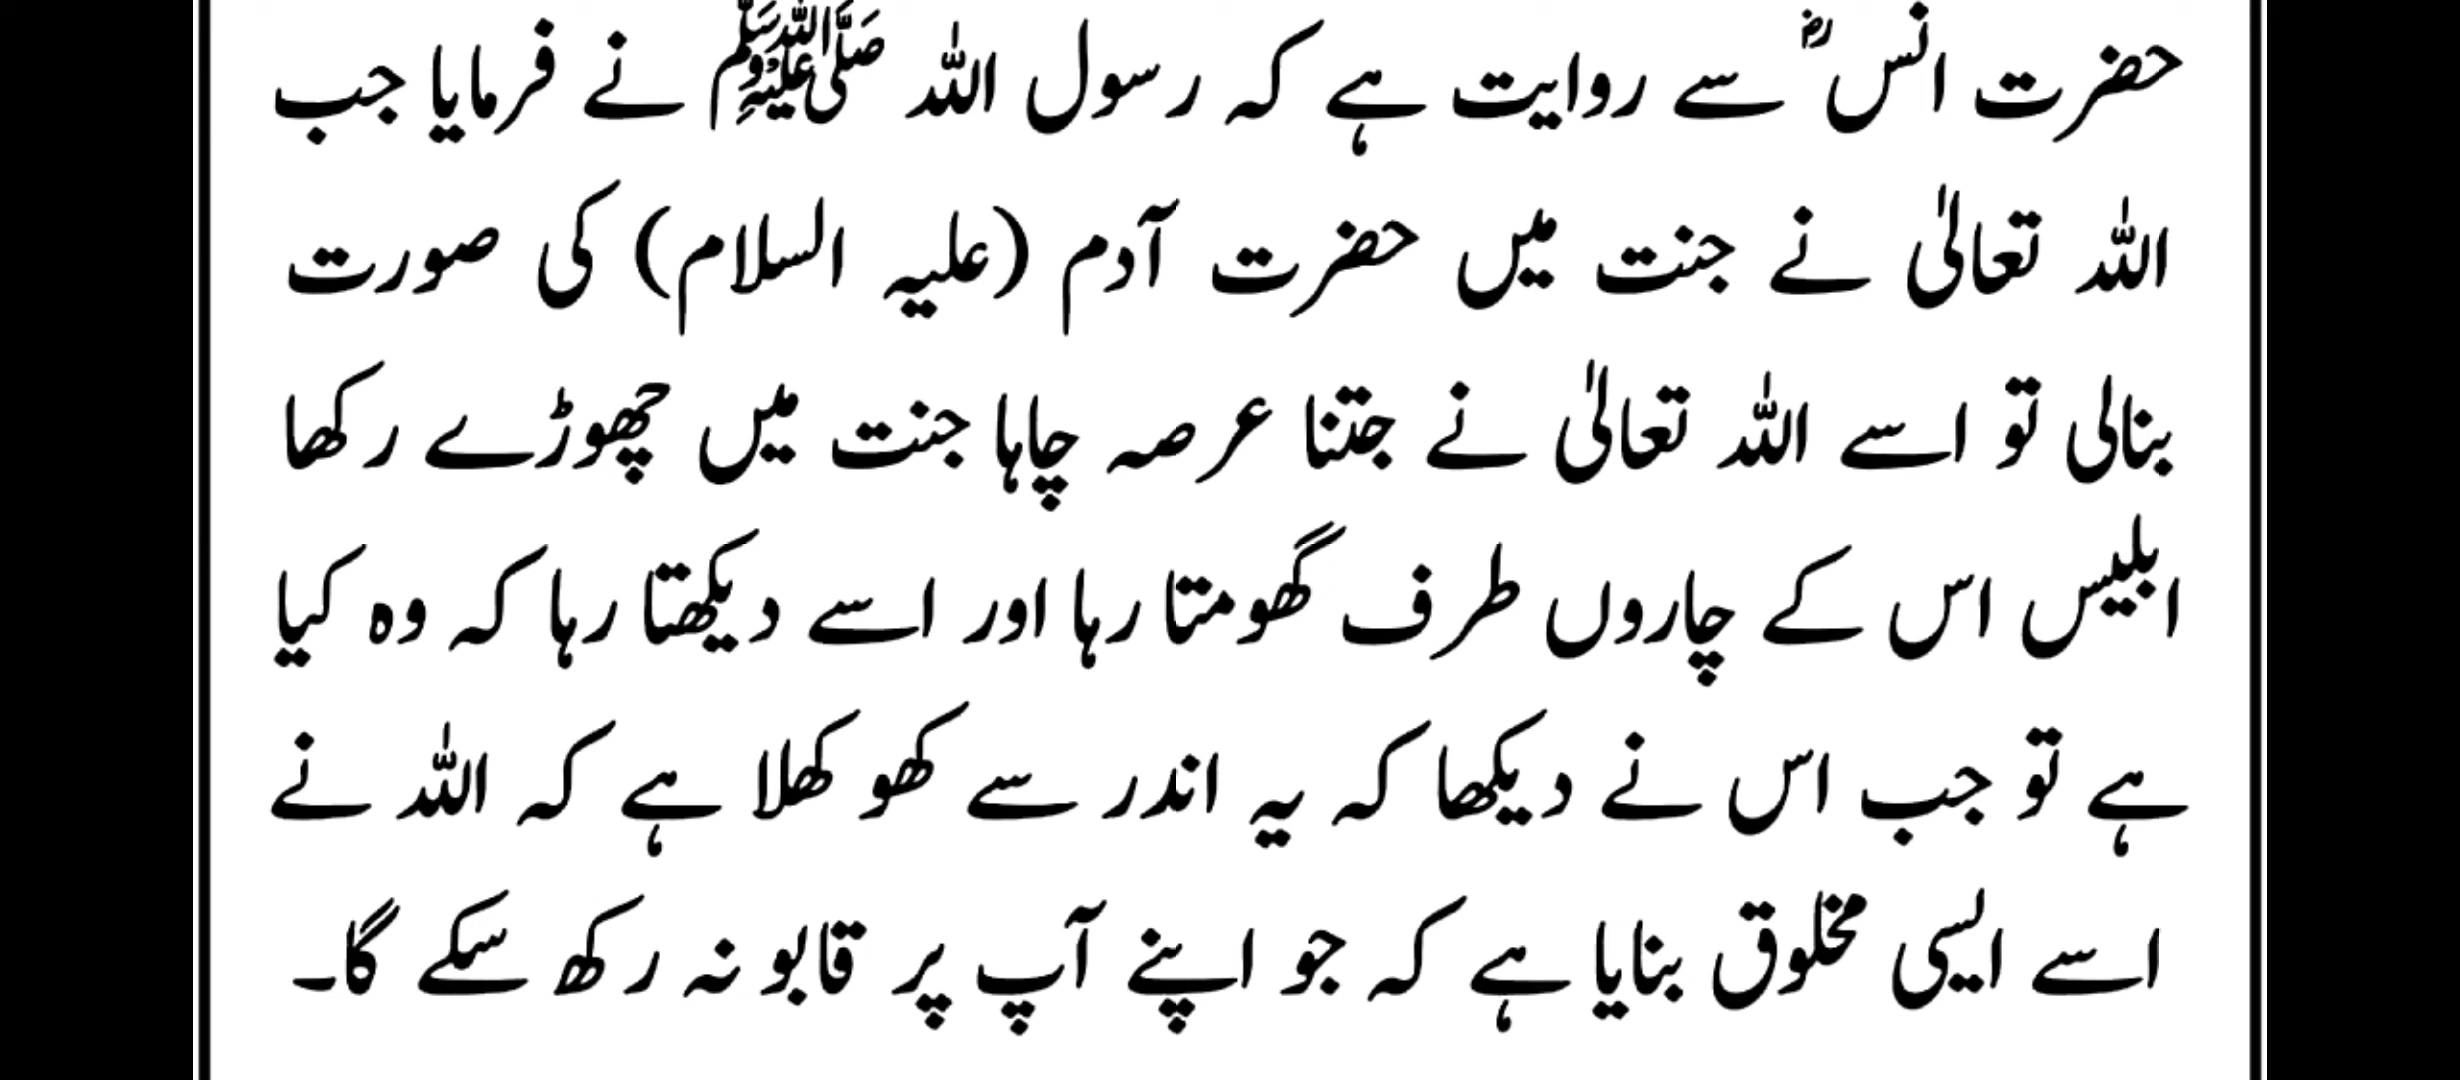 حضرت انسؓ سے روایت ہے کہ رسول اللہ ﷺ نے فرمایا جب
اللہ تعالیٰ نے جنت میں حضرت آدم (علیہ السلام) کی صورت
بنالی تو اسے اللہ تعالیٰ نے جتنا عرصہ چاہا جنت میں چھوڑے رکھا
ابلیس اس کے چاروں طرف گھومتا رہا اور اسے دیکھتا رہا کہ وہ کیا
ہے تو جب اس نے دیکھا کہ یہ اندر سے کھو کھلا ہے کہ اللہ نے
اسے ایسی مخلوق بنایا ہے کہ جو اپنے آپ پر قابو نہ رکھ سکے گا۔